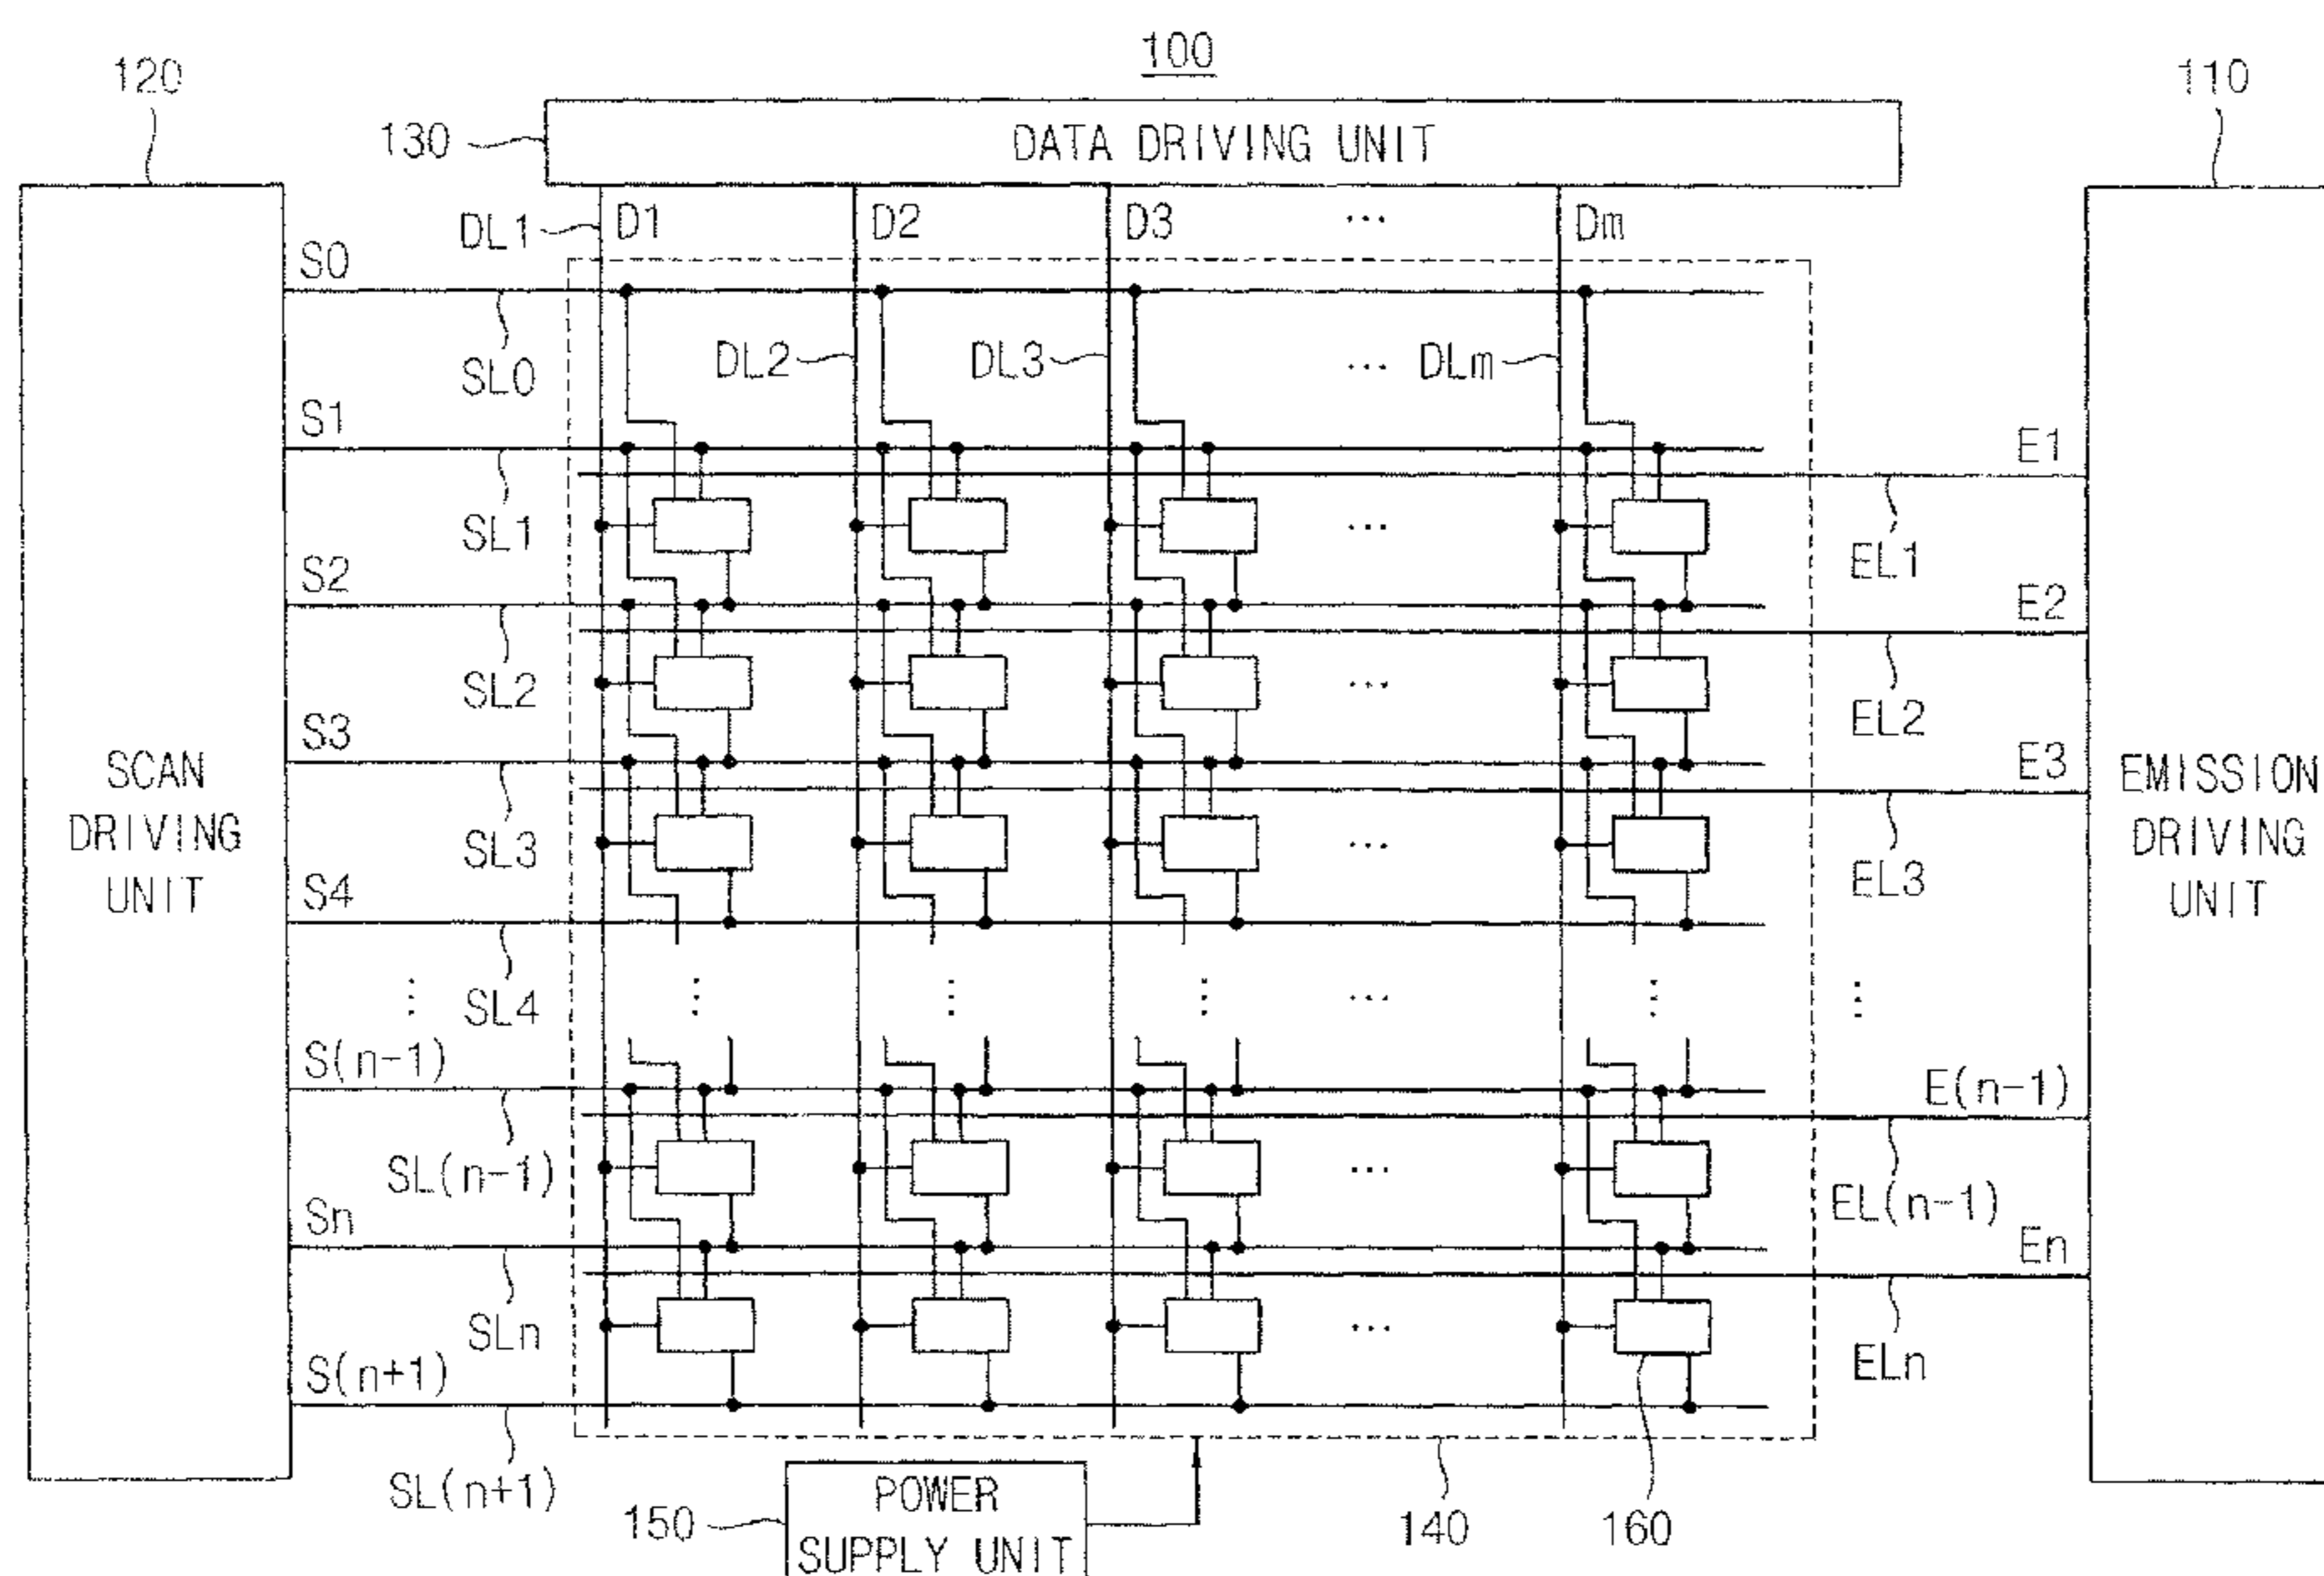 100
120
110
130
DATA DRIVING UNIT
DL1 D1 D2 D3 ... Dm
S0
SL0 DL2 DL3 ... DLm
S1 E1
SL1 ... EL1
S2 E2
SL2 ... EL2
S3 E3
SCAN
DRIVING
UNIT
EMISSION
DRIVING
UNIT
SL3 ... EL3
S4
SL4 ...
S(n-1) E(n-1)
SL(n-1) ... EL(n-1)
Sn En
SLn ... ELn
S(n+1)
SL(n+1)
150
POWER
SUPPLY UNIT
140 160